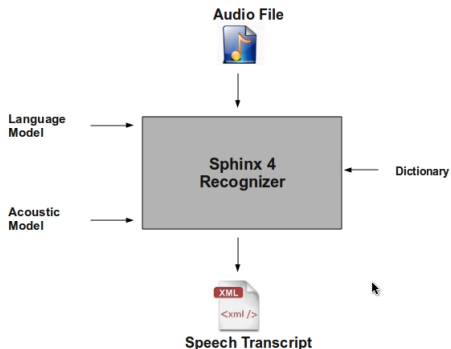 Audio File
Language
Model
Sphinx 4
Recognizer
Dictionary
Acoustic
Model
XML
<xml />
Speech Transcript